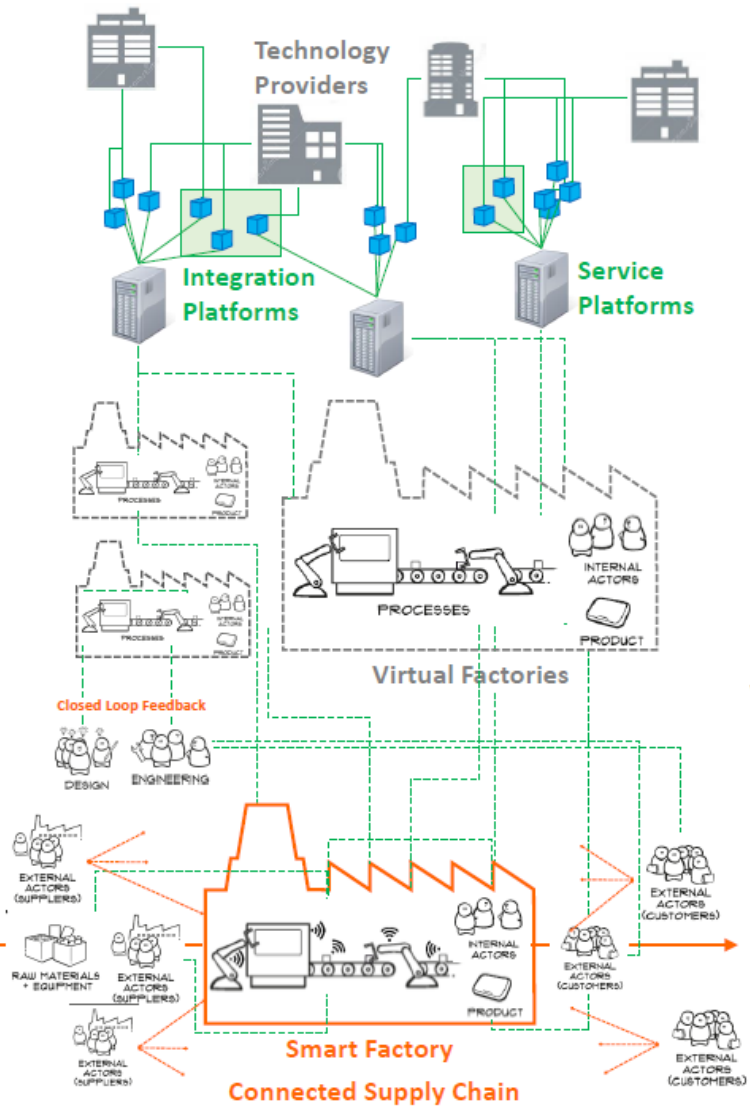 Technology
Providers
Integration
Platforms
Service
Platforms
PROCESSES
INTERNAL
ACTORS
PRODUCT
PROCESSES
INTERNAL
ACTORS
PRODUCT
PROCESSES
INTERNAL
ACTORS
PRODUCT
Virtual Factories
Closed Loop Feedback
DESIGN
ENGINEERING
EXTERNAL
ACTORS
(SUPPLIERS)
EXTERNAL
ACTORS
(CUSTOMERS)
RAW MATERIALS
+ EQUIPMENT
EXTERNAL
ACTORS
(SUPPLIERS)
INTERNAL
ACTORS
PRODUCT
EXTERNAL
ACTORS
(CUSTOMERS)
EXTERNAL
ACTORS
(SUPPLIERS)
EXTERNAL
ACTORS
(CUSTOMERS)
Smart Factory
Connected Supply Chain